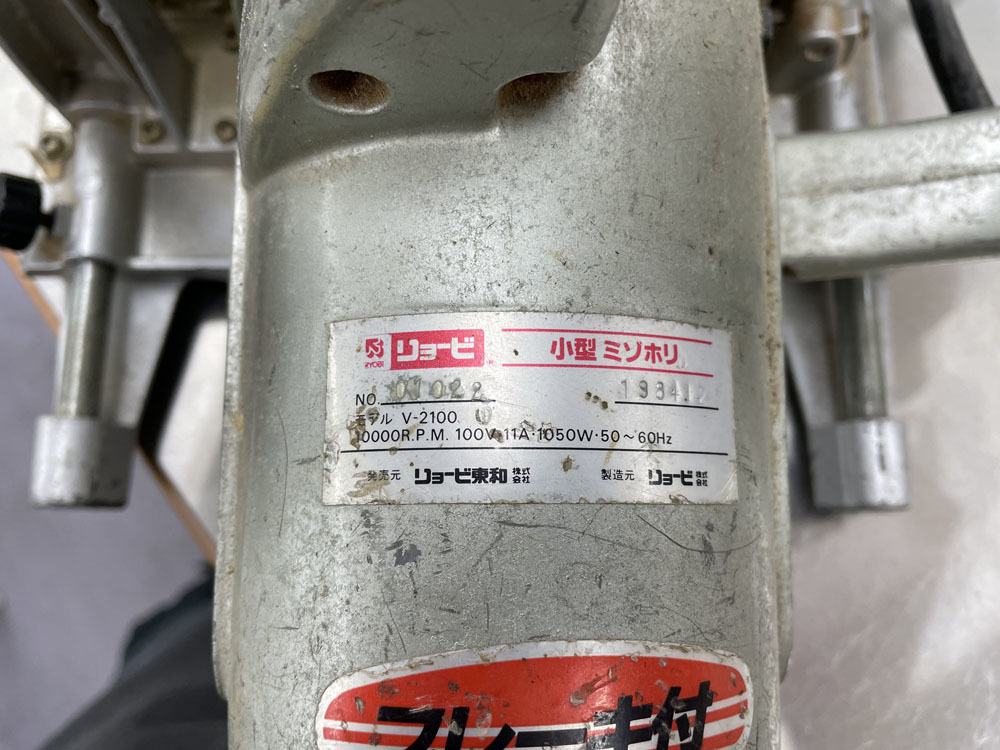 RYOBI リョービ 小型 ミゾホリ
NO. 01022
モデル V-2100
10000R.P.M. 100V·11A·1050W·50～60Hz
発売元 リョービ東和 株式会社 製造元 リョービ 株式会社
ブレーキ付